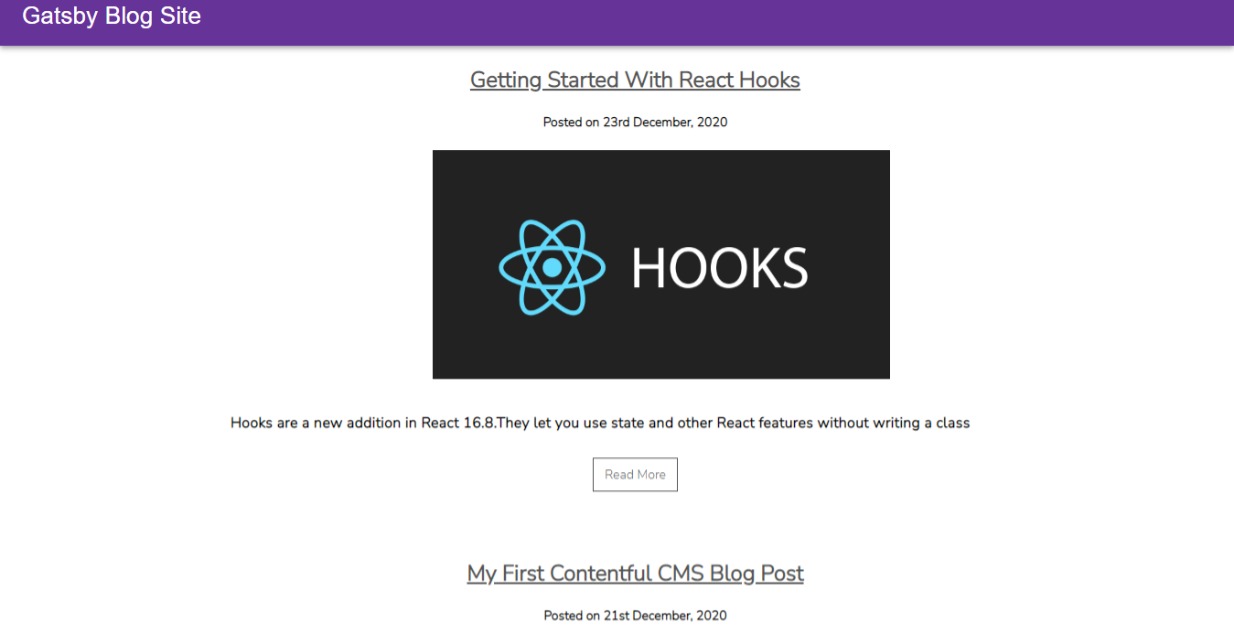 Gatsby Blog Site
Getting Started With React Hooks
Posted on 23rd December, 2020
HOOKS
Hooks are a new addition in React 16.8.They let you use state and other React features without writing a class
Read More
My First Contentful CMS Blog Post
Posted on 21st December, 2020